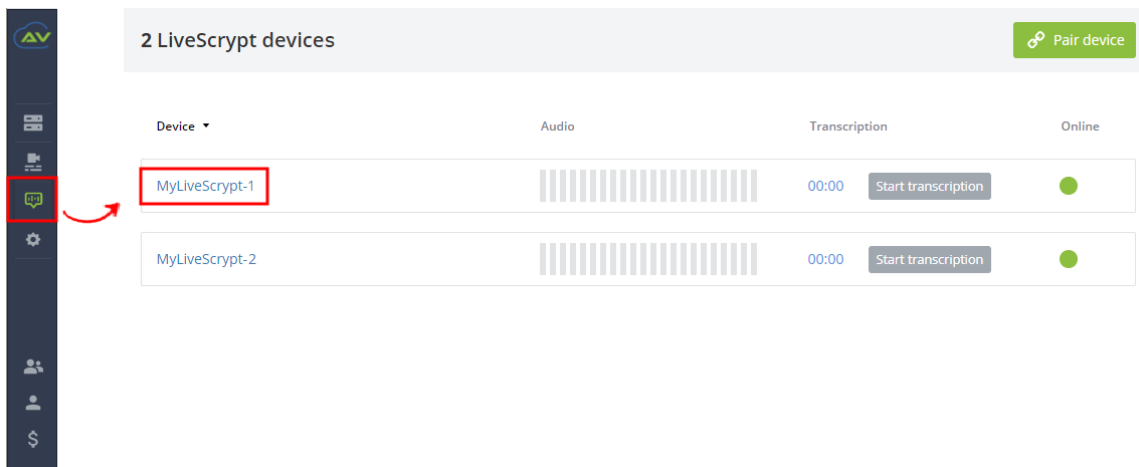 AV
2 LiveScrypt devices
Pair device
Device Audio Transcription Online
MyLiveScrypt-1 00:00 Start transcription
MyLiveScrypt-2 00:00 Start transcription
$